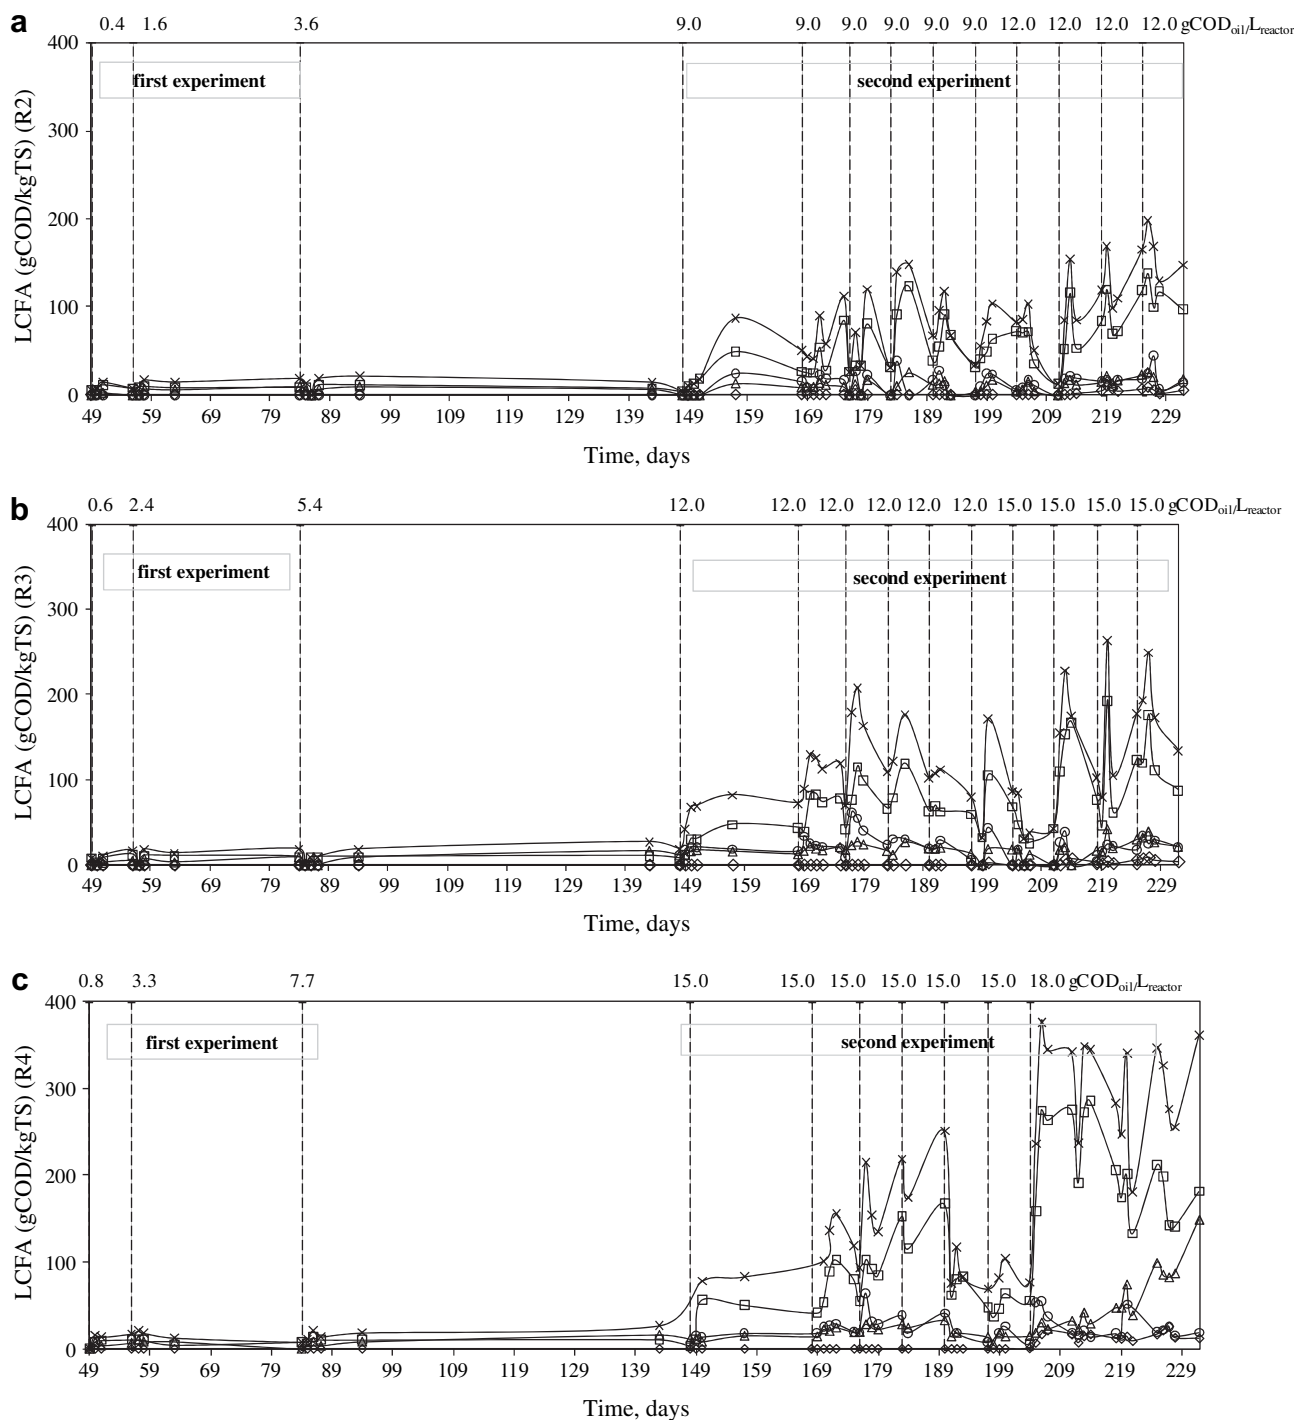 a
0.4 1.6 3.6 9.0 9.0 9.0 9.0 9.0 9.0 12.0 12.0 12.0 12.0 gCODoil/Lreactor
400
first experiment second experiment
300
200
100
0
LCFA (gCOD/kgTS) (R2)
49 59 69 79 89 99 109 119 129 139 149 159 169 179 189 199 209 219 229
Time, days
b
0.6 2.4 5.4 12.0 12.0 12.0 12.0 12.0 12.0 15.0 15.0 15.0 15.0 gCODoil/Lreactor
400
first experiment second experiment
300
200
100
0
LCFA (gCOD/kgTS) (R3)
49 59 69 79 89 99 109 119 129 139 149 159 169 179 189 199 209 219 229
Time, days
c
0.8 3.3 7.7 15.0 15.0 15.0 15.0 15.0 15.0 18.0 gCODoil/Lreactor
400
first experiment second experiment
300
200
100
0
LCFA (gCOD/kgTS) (R4)
49 59 69 79 89 99 109 119 129 139 149 159 169 179 189 199 209 219 229
Time, days